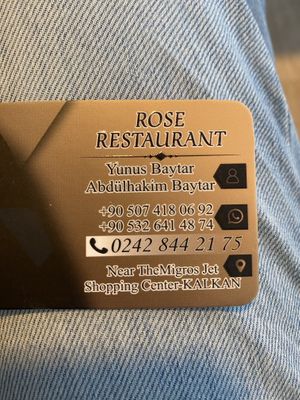 ROSE
RESTAURANT
Yunus Baytar
Abdülhakim Baytar
+90 507 418 06 92
+90 532 641 48 74
0242 844 21 75
Near TheMigros Jet
Shopping Center-KALKAN